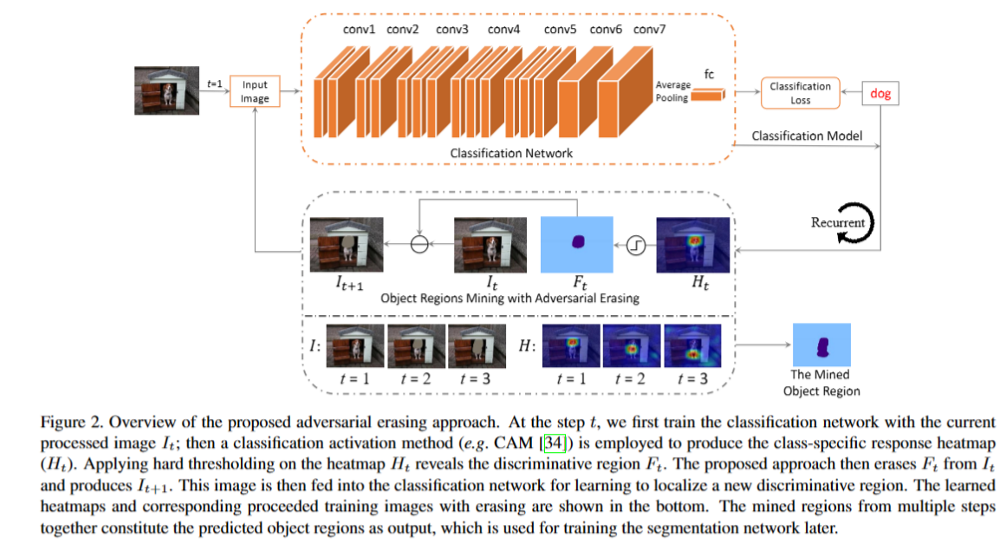 conv1 conv2 conv3 conv4 conv5 conv6 conv7
t=1
Input
Image
Average
Pooling
fc
Classification
Loss
dog
Classification Network
Classification Model
Recurrent
I_{t+1}
I_t
F_t
H_t
Object Regions Mining with Adversarial Erasing
I:
t = 1 t = 2 t = 3
H:
t = 1 t = 2 t = 3
The Mined
Object Region
Figure 2. Overview of the proposed adversarial erasing approach. At the step t, we first train the classification network with the current
processed image I_t; then a classification activation method (e.g. CAM [34]) is employed to produce the class-specific response heatmap
(H_t). Applying hard thresholding on the heatmap H_t reveals the discriminative region F_t. The proposed approach then erases F_t from I_t
and produces I_{t+1}. This image is then fed into the classification network for learning to localize a new discriminative region. The learned
heatmaps and corresponding proceeded training images with erasing are shown in the bottom. The mined regions from multiple steps
together constitute the predicted object regions as output, which is used for training the segmentation network later.